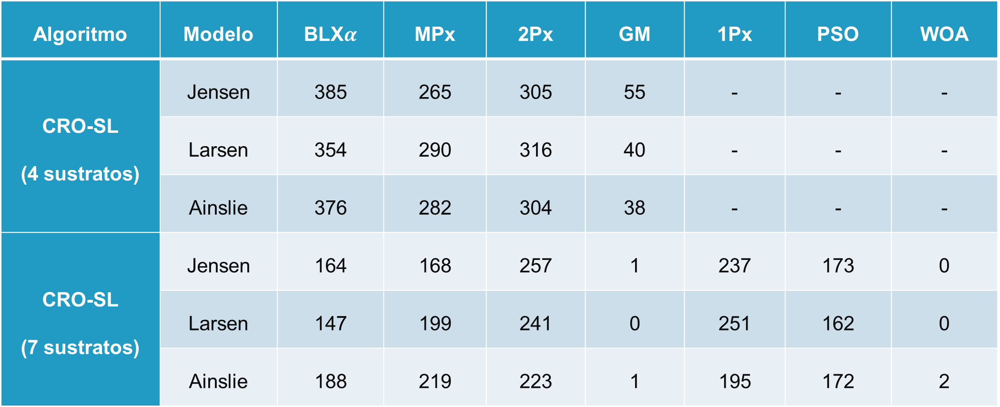 Algoritmo Modelo BLX𝛼 MPx 2Px GM 1Px PSO WOA
CRO-SL
(4 sustratos)
Jensen 385 265 305 55 - - -
Larsen 354 290 316 40 - - -
Ainslie 376 282 304 38 - - -
CRO-SL
(7 sustratos)
Jensen 164 168 257 1 237 173 0
Larsen 147 199 241 0 251 162 0
Ainslie 188 219 223 1 195 172 2